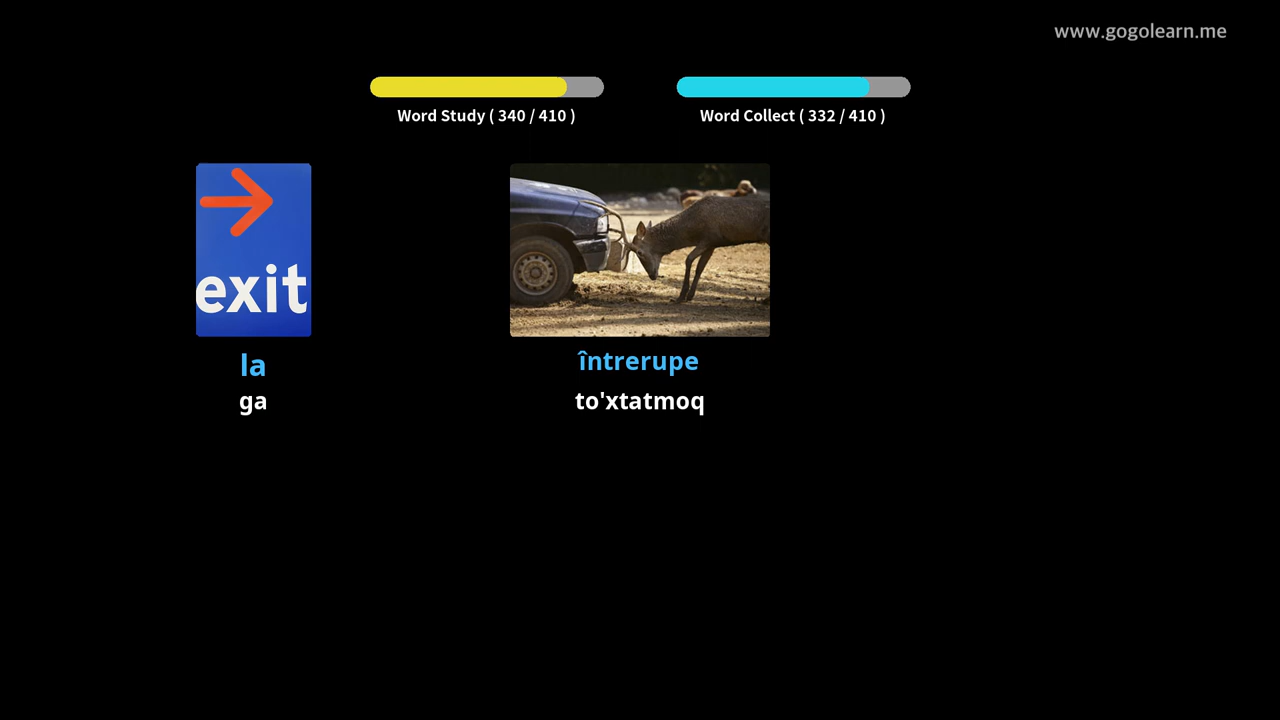 www.gogolearn.me
Word Study ( 340 / 410 )
Word Collect ( 332 / 410 )
exit
la
ga
întrerupe
to'xtatmoq